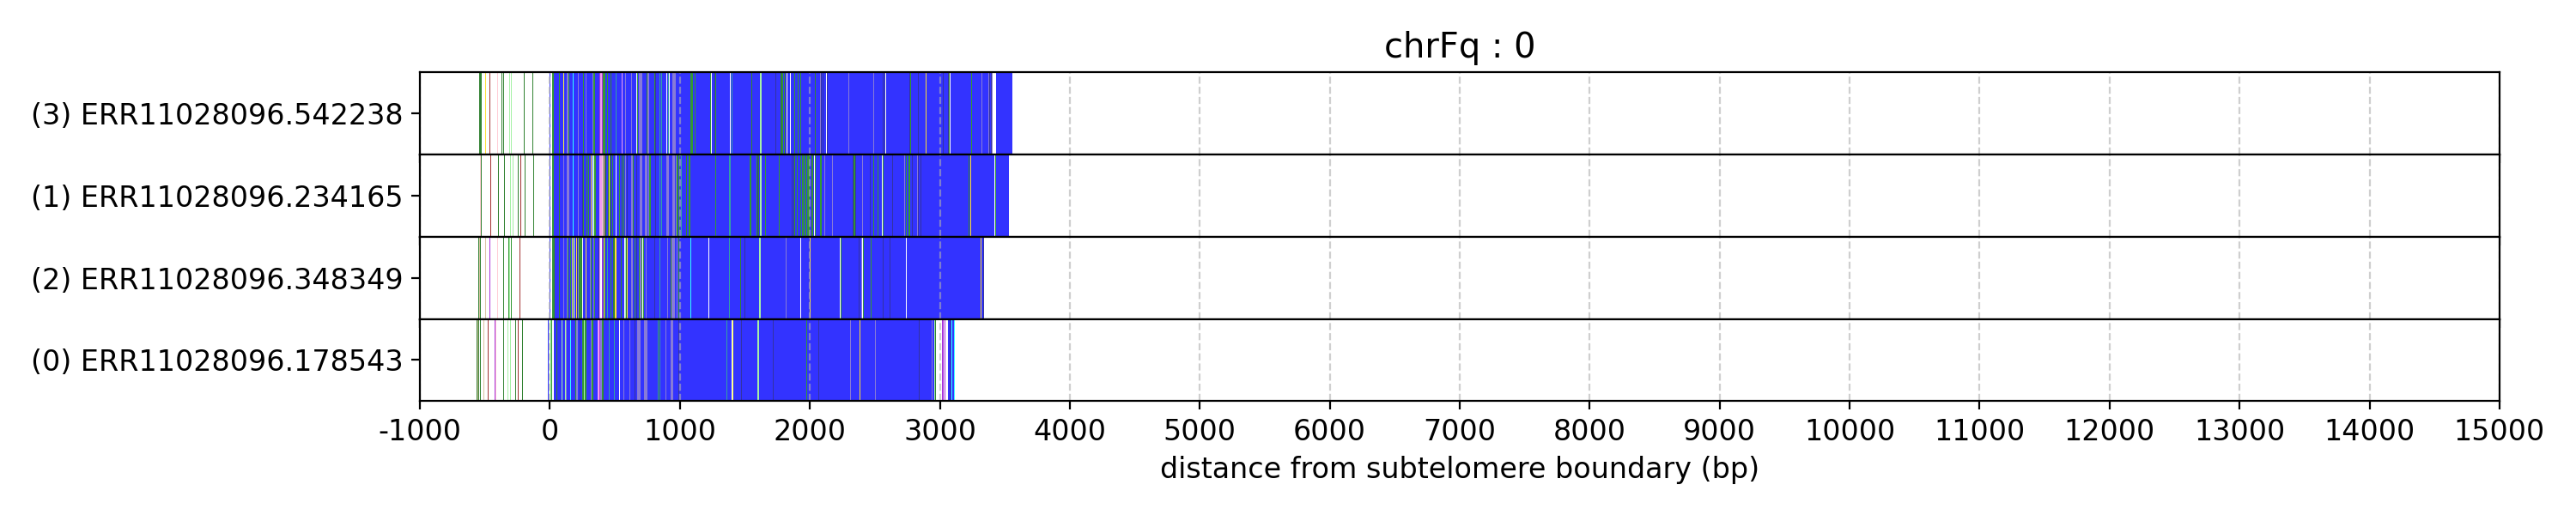 chrFq : 0
(3) ERR11028096.542238
(1) ERR11028096.234165
(2) ERR11028096.348349
(0) ERR11028096.178543
-1000 0 1000 2000 3000 4000 5000 6000 7000 8000 9000 10000 11000 12000 13000 14000 15000
distance from subtelomere boundary (bp)